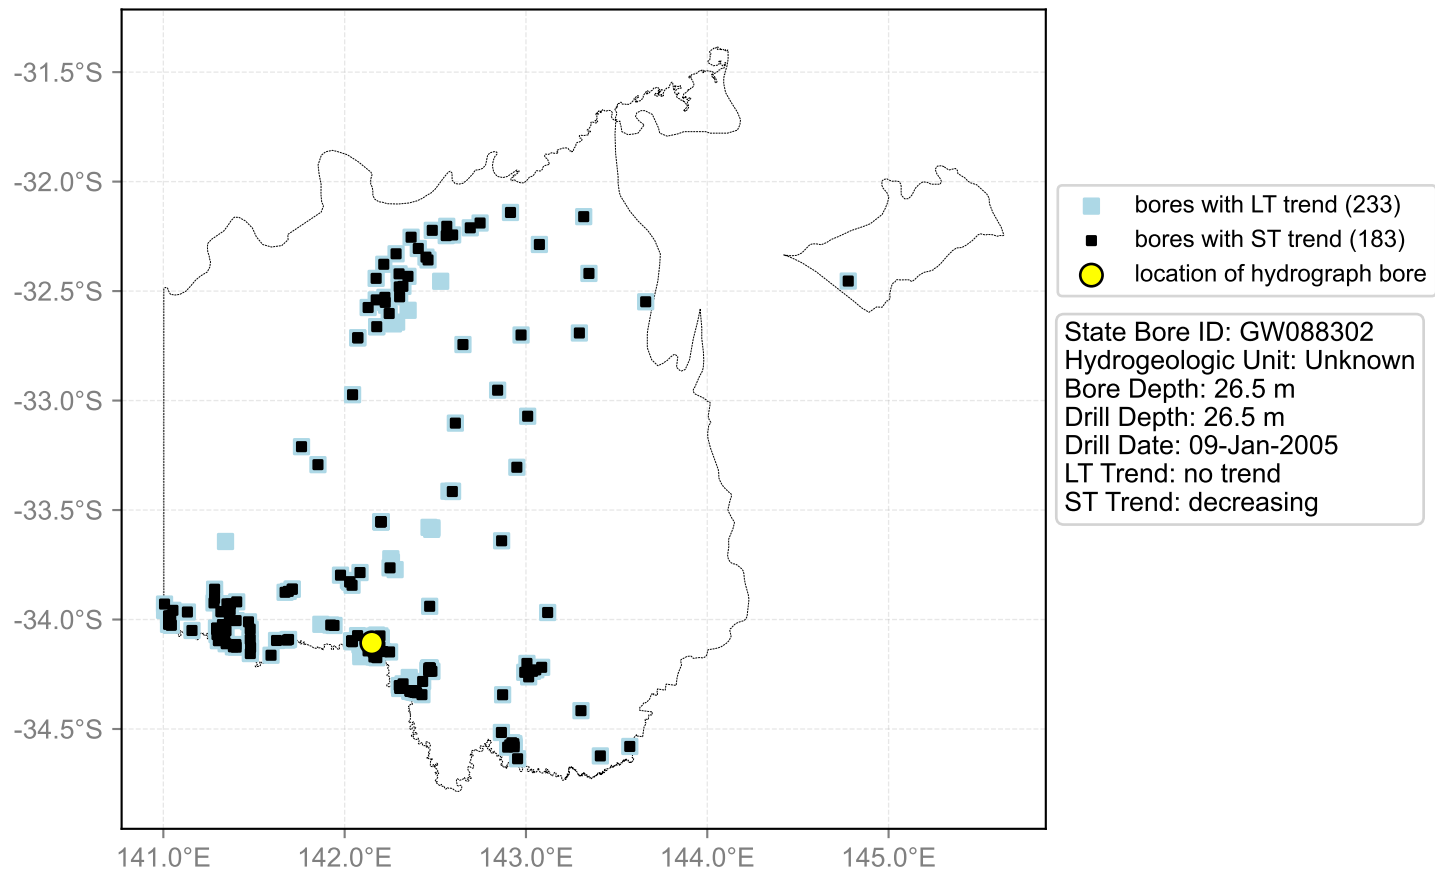 -31.5°S
-32.0°S
-32.5°S
-33.0°S
-33.5°S
-34.0°S
-34.5°S
141.0°E
142.0°E
143.0°E
144.0°E
145.0°E
bores with LT trend (233)
bores with ST trend (183)
location of hydrograph bore
State Bore ID: GW088302
Hydrogeologic Unit: Unknown
Bore Depth: 26.5 m
Drill Depth: 26.5 m
Drill Date: 09-Jan-2005
LT Trend: no trend
ST Trend: decreasing